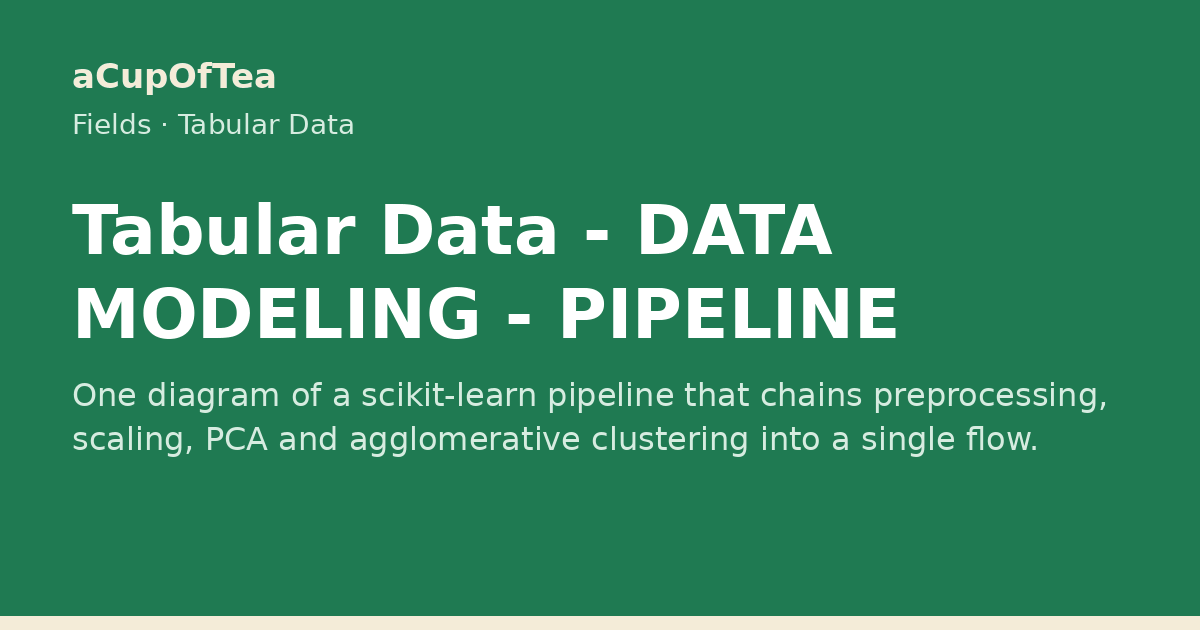 aCupOfTea
Fields · Tabular Data
Tabular Data - DATA
MODELING - PIPELINE
One diagram of a scikit-learn pipeline that chains preprocessing,
scaling, PCA and agglomerative clustering into a single flow.